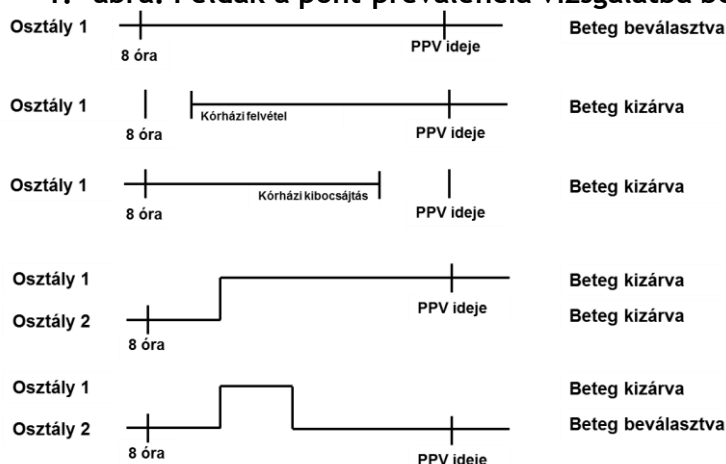 1. ábra. Példák a pont prevalencia vizsgálatba
Osztály 1 Beteg beválasztva
8 óra PPV ideje
Osztály 1 Beteg kizárva
Kórházi felvétel
8 óra PPV ideje
Osztály 1 Beteg kizárva
Kórházi kibocsájtás
8 óra PPV ideje
Osztály 1 Beteg kizárva
PPV ideje
Osztály 2 Beteg kizárva
8 óra
Osztály 1 Beteg kizárva
Osztály 2 Beteg beválasztva
8 óra PPV ideje